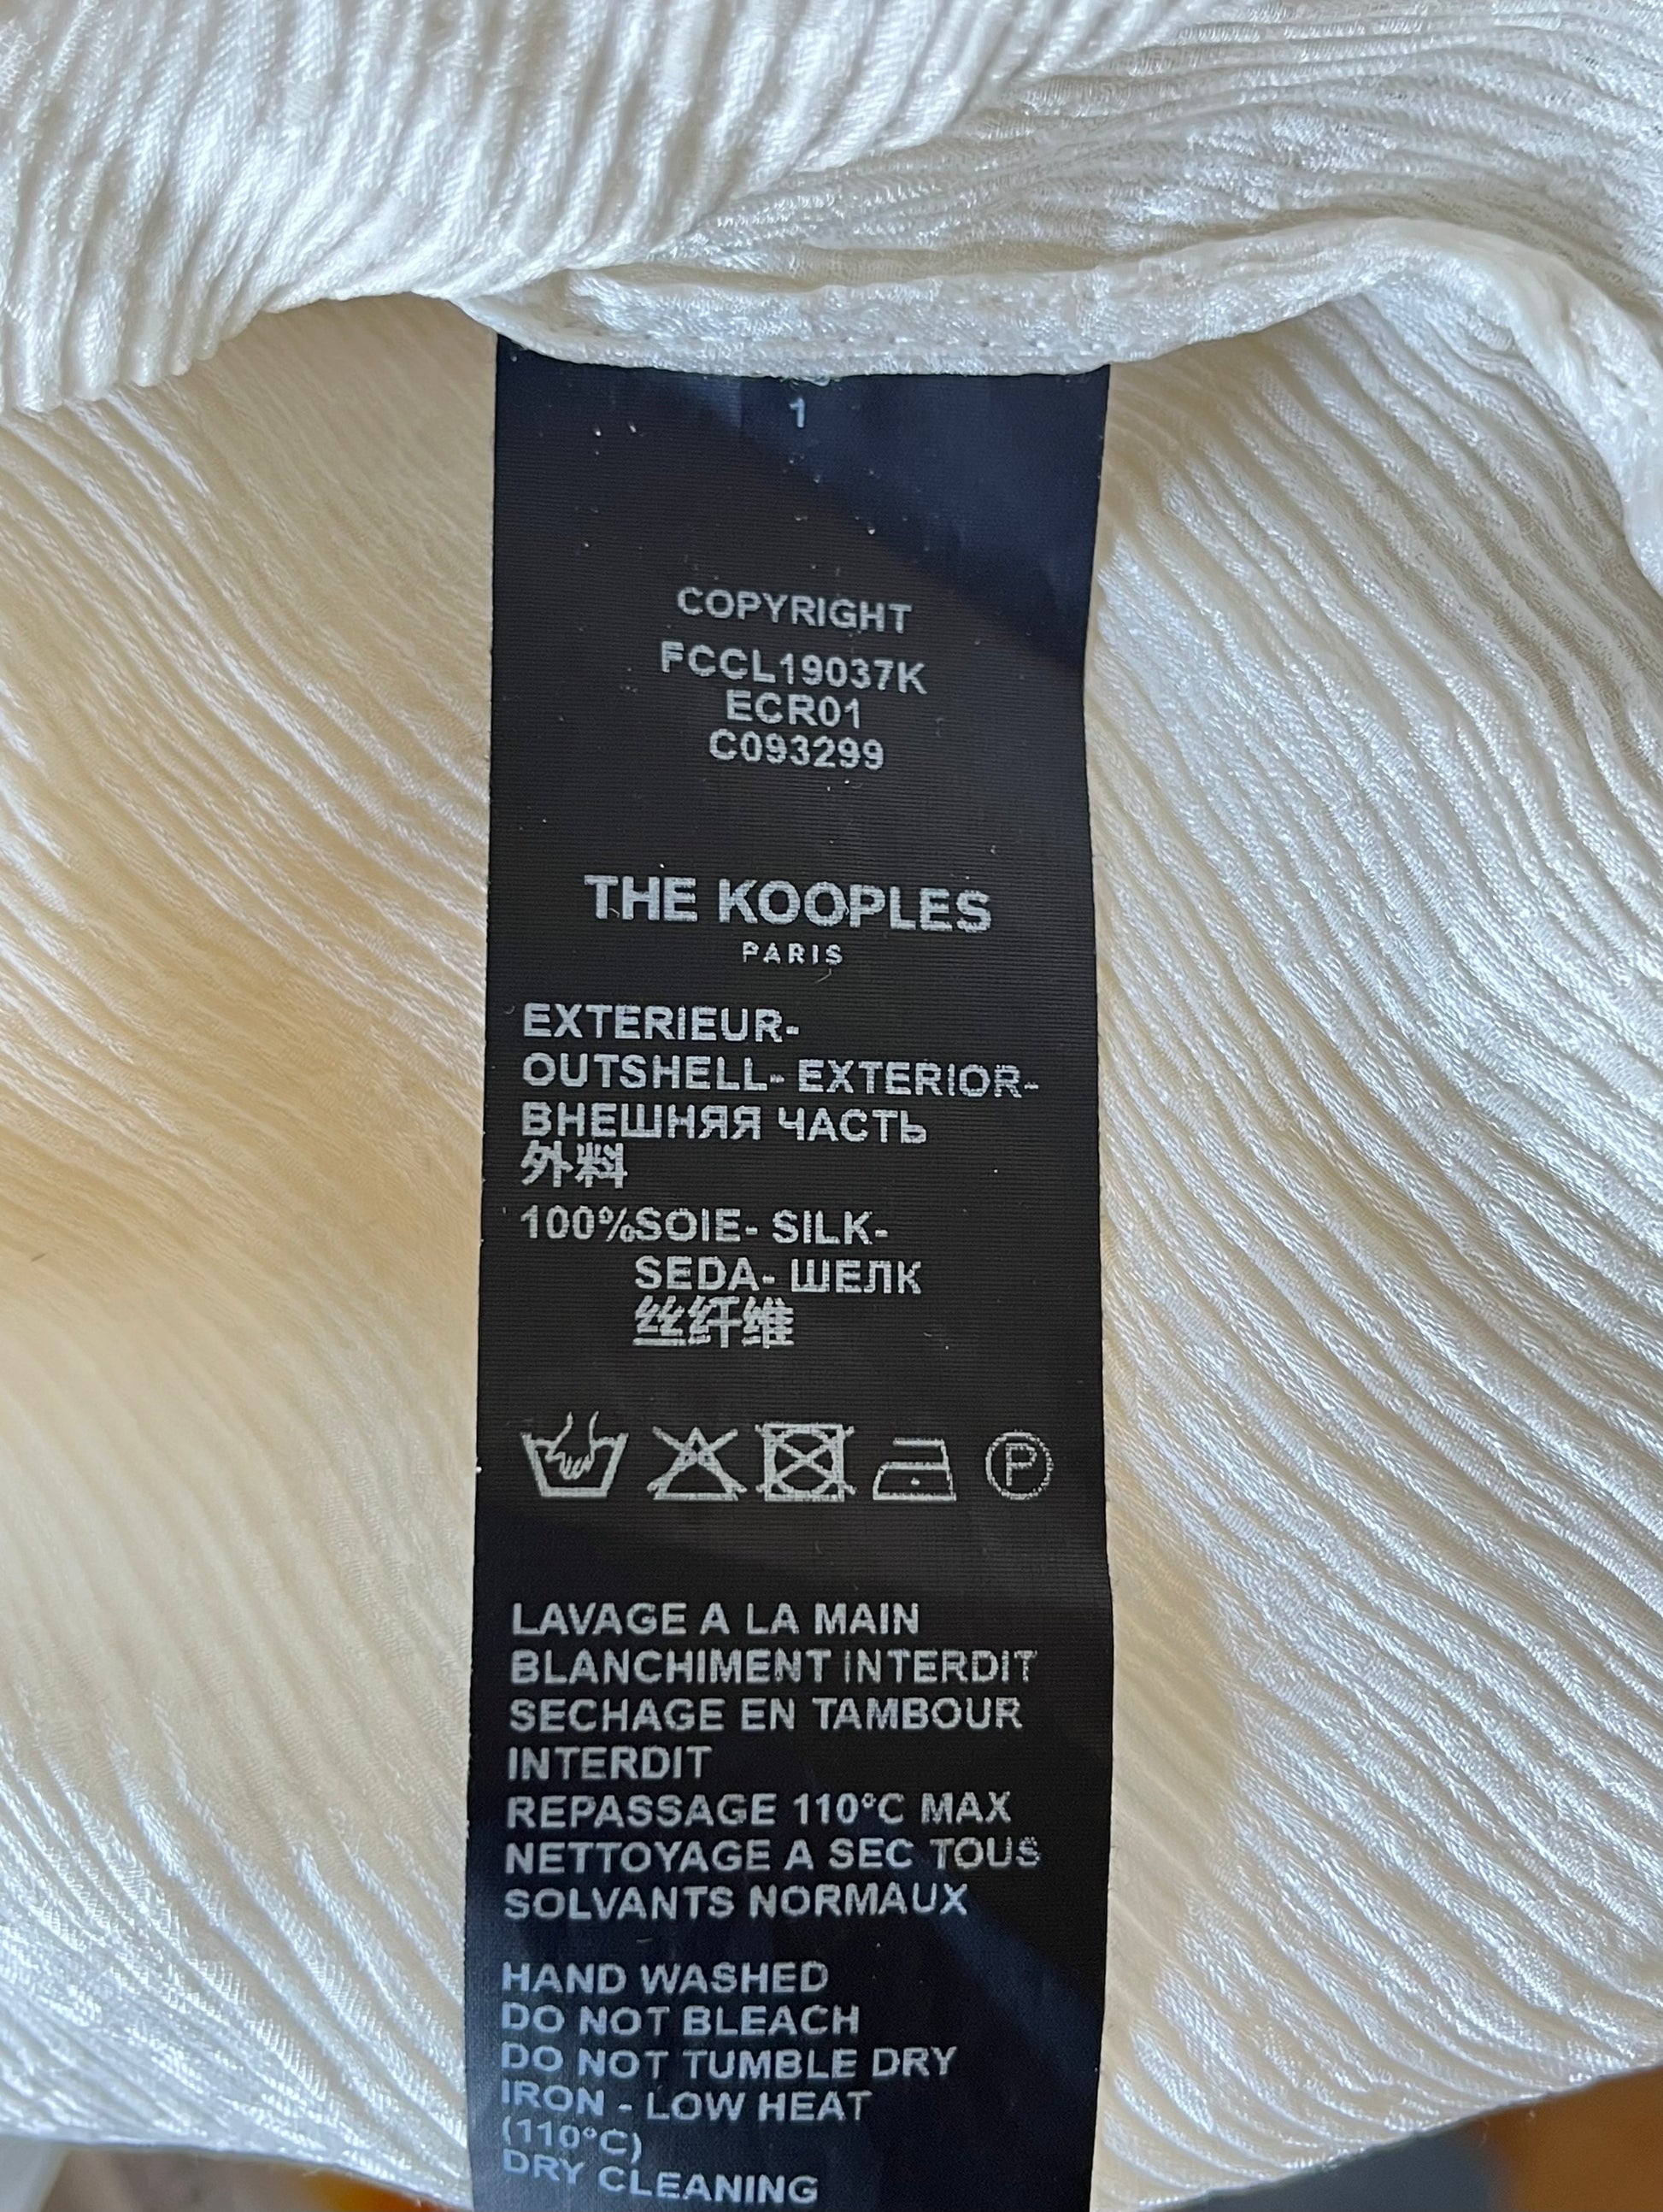 1
COPYRIGHT
FCCL19037K
ECR01
C093299
THE KOOPLES
PARIS
EXTERIEUR-
OUTSHELL- EXTERIOR-
ВНЕШНЯЯ ЧАСТЬ
外料
100%SOIE- SILK-
SEDA- ШЕЛК
丝纤维
P
LAVAGE A LA MAIN
BLANCHIMENT INTERDIT
SECHAGE EN TAMBOUR
INTERDIT
REPASSAGE 110°C MAX
NETTOYAGE A SEC TOUS
SOLVANTS NORMAUX
HAND WASHED
DO NOT BLEACH
DO NOT TUMBLE DRY
IRON - LOW HEAT
(110°C)
DRY CLEANING